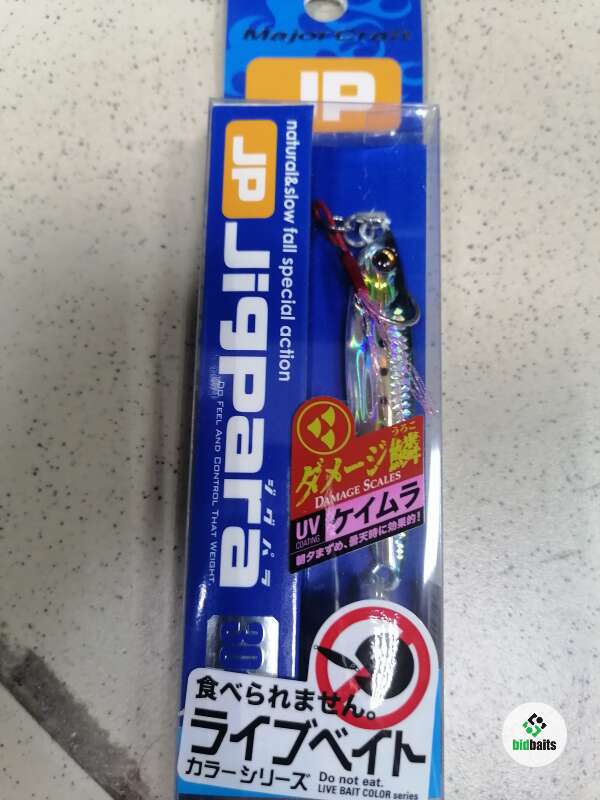 Major Craft
JP
JP
natural&slow fall special action
Jigpara
ジグパラ
DO FEEL AND CONTROL THAT WEIGHT.
うろこ
ダメージ鱗
DAMAGE SCALES
UV
COATING
ケイムラ
朝夕まずめ、曇天時に効果的!
食べられません。
ライブベイト
カラーシリーズ
Do not eat.
LIVE BAIT COLOR series
bidbaits